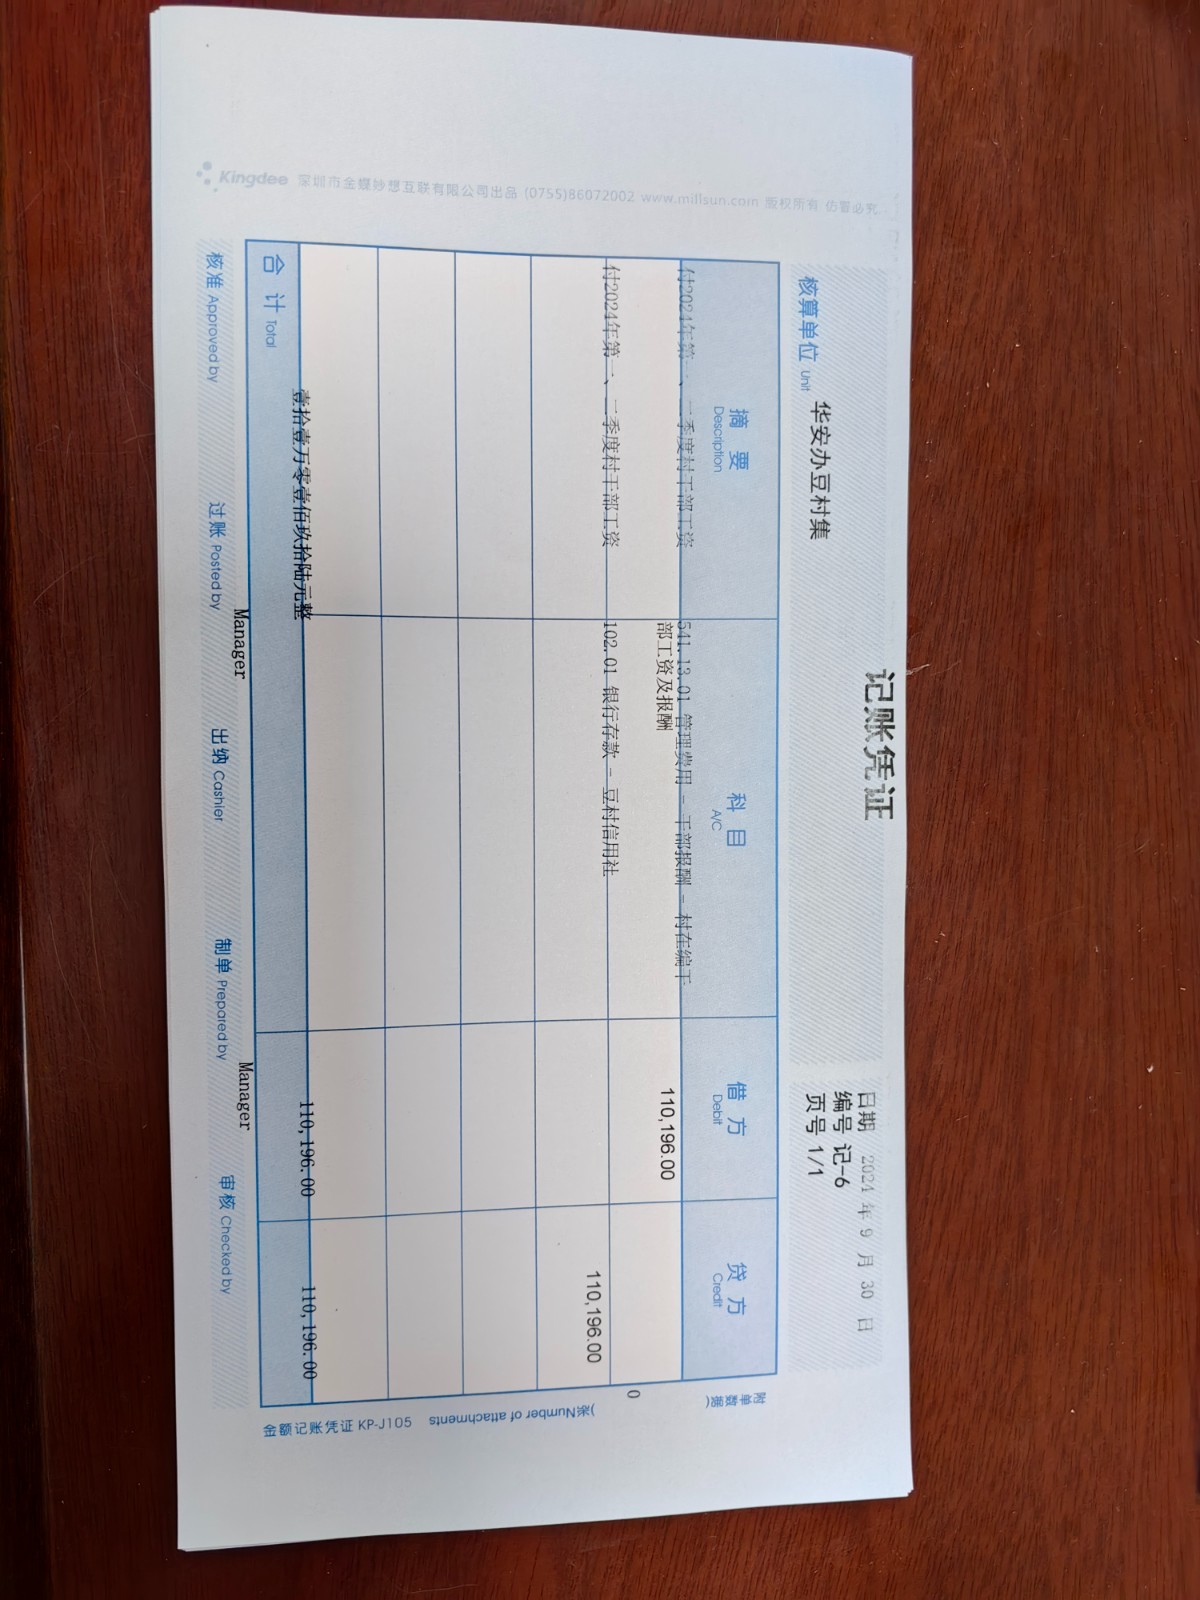 记账凭证
日期 2024 年 9 月 30 日
编号 记-6
页号 1/1
核算单位 Unit 华安办豆村集
摘 要 Description 科 目 A/C 借 方 Debit 贷 方 Credit
付2024年第一、二季度村干部工资 541.13.01 管理费用 - 干部报酬 - 村在编干部工资及报酬 110,196.00
付2024年第一、二季度村干部工资 102.01 银行存款 - 豆村信用社 110,196.00
合 计 Total 壹拾壹万零壹佰玖拾陆元整 110,196.00 110,196.00
附单数据( 0 张)Number of attachments
金额记账凭证 KP-J105
核准 Approved by 过账 Posted by Manager 出纳 Cashier 制单 Prepared by Manager 审核 Checked by
Kingdee 深圳市金蝶妙想互联有限公司出品 (0755)86072002 www.millsun.com 版权所有 仿冒必究